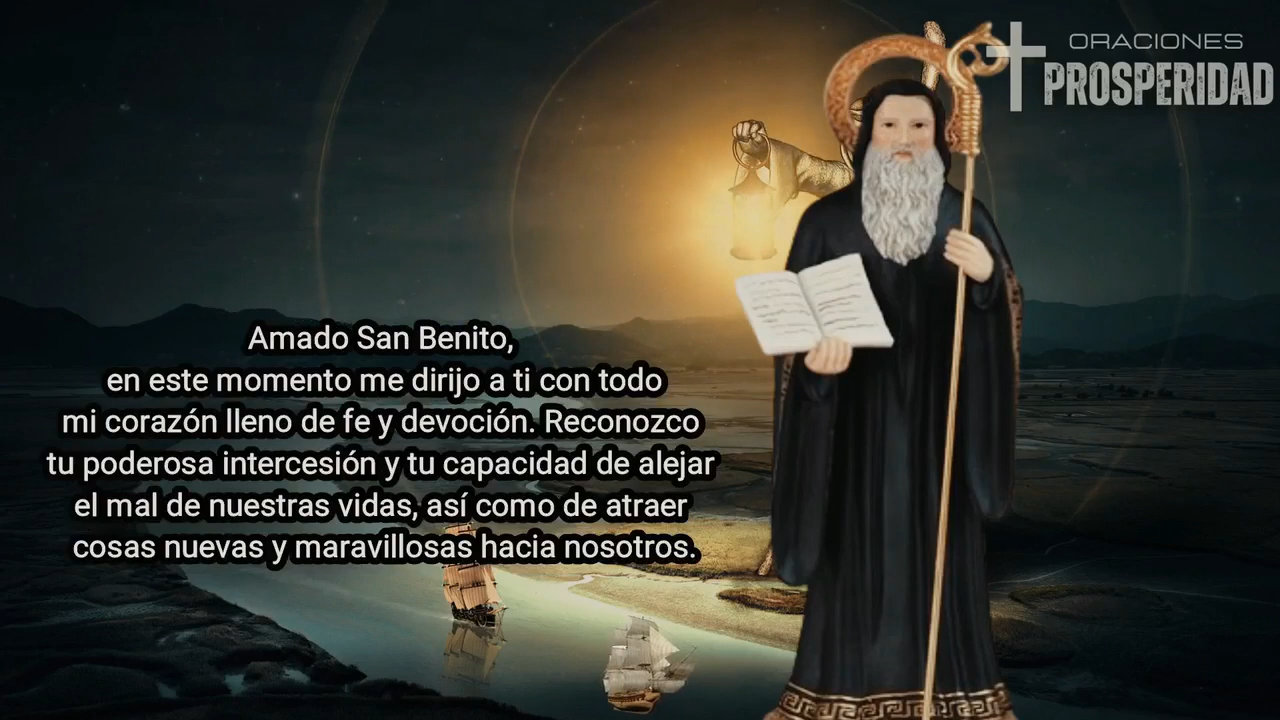 ORACIONES
PROSPERIDAD
Amado San Benito,
en este momento me dirijo a ti con todo
mi corazón lleno de fe y devoción. Reconozco
tu poderosa intercesión y tu capacidad de alejar
el mal de nuestras vidas, así como de atraer
cosas nuevas y maravillosas hacia nosotros.